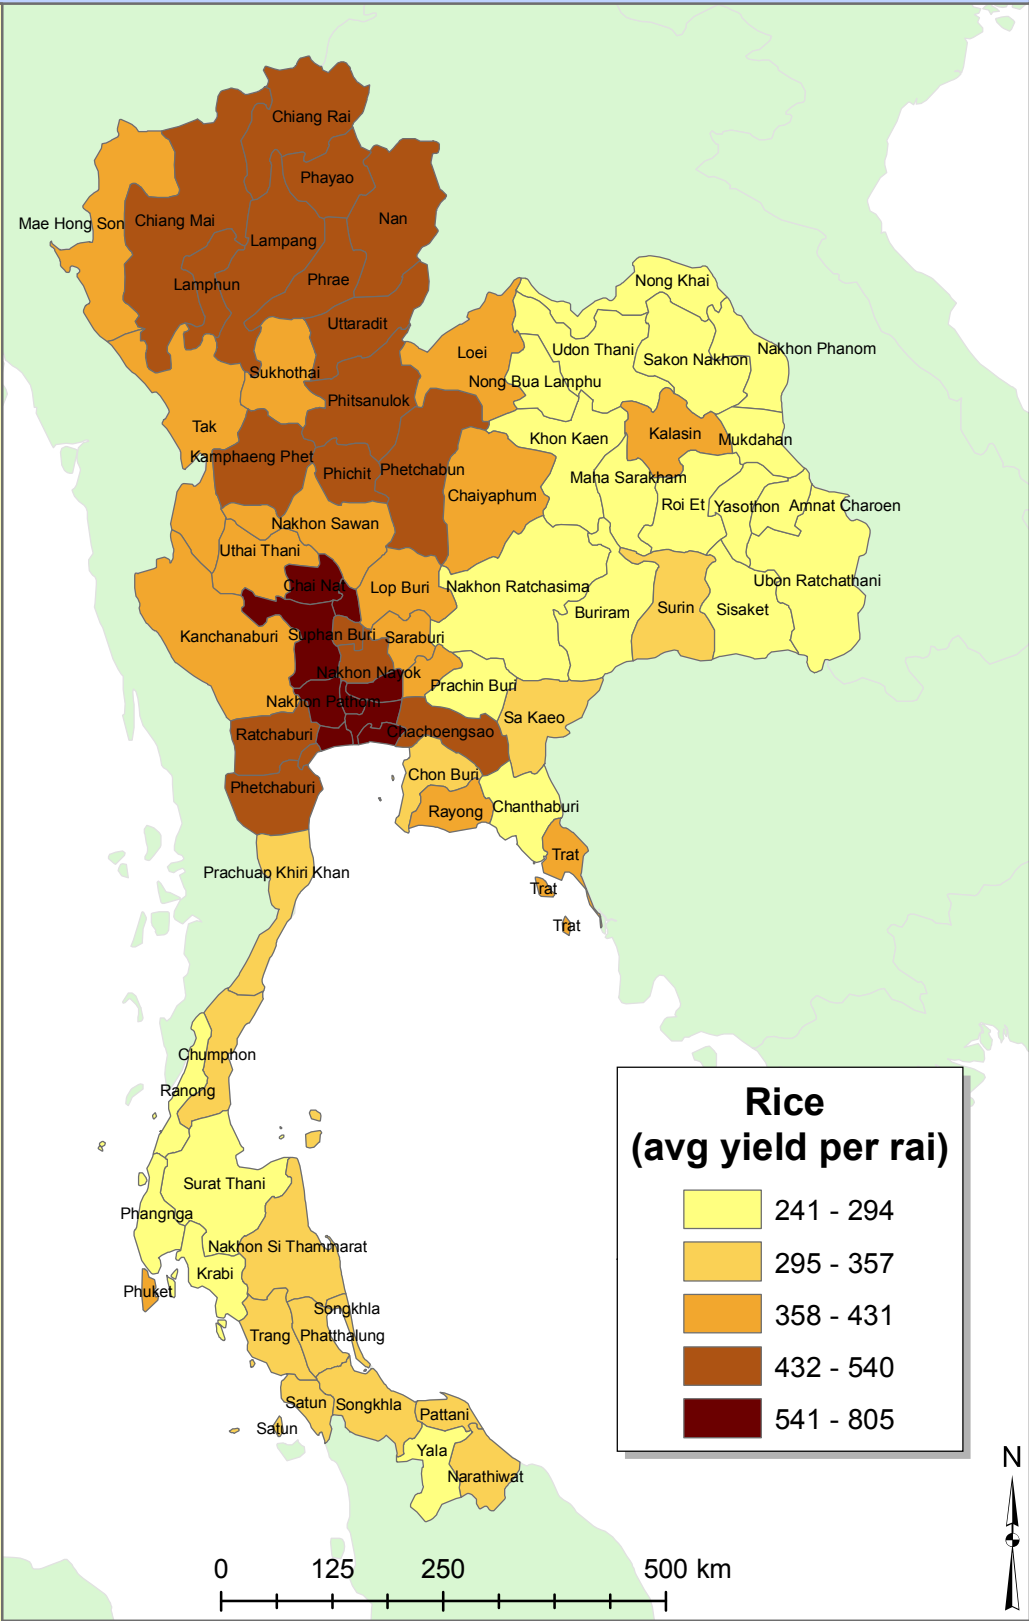 Chiang Rai
Phayao
Nan
Mae Hong Son
Chiang Mai
Lampang
Lamphun
Phrae
Nong Khai
Uttaradit
Loei
Udon Thani
Sakon Nakhon
Nakhon Phanom
Sukhothai
Nong Bua Lamphu
Phitsanulok
Tak
Khon Kaen
Kalasin
Mukdahan
Kamphaeng Phet
Phichit
Phetchabun
Maha Sarakham
Chaiyaphum
Roi Et
Yasothon
Amnat Charoen
Nakhon Sawan
Uthai Thani
Chai Nat
Lop Buri
Nakhon Ratchasima
Ubon Ratchathani
Buriram
Surin
Sisaket
Kanchanaburi
Suphan Buri
Saraburi
Nakhon Nayok
Prachin Buri
Nakhon Pathom
Sa Kaeo
Ratchaburi
Chachoengsao
Chon Buri
Phetchaburi
Rayong
Chanthaburi
Trat
Prachuap Khiri Khan
Trat
Trat
Chumphon
Ranong
Surat Thani
Phangnga
Nakhon Si Thammarat
Krabi
Phuket
Songkhla
Trang
Phatthalung
Satun
Songkhla
Pattani
Satun
Yala
Narathiwat
Rice
(avg yield per rai)
241 - 294
295 - 357
358 - 431
432 - 540
541 - 805
N
0 125 250 500 km